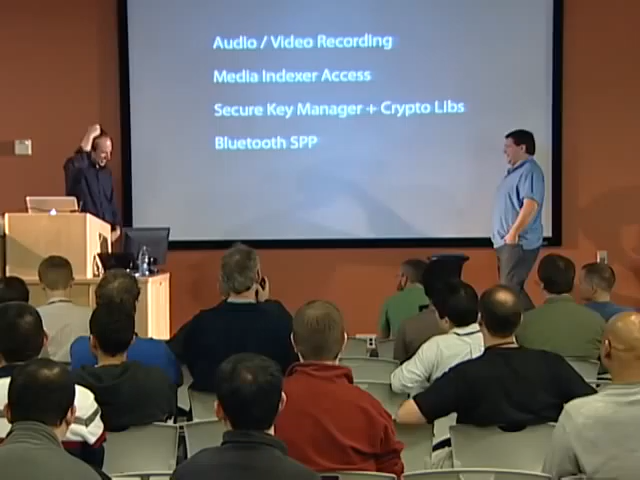 Audio / Video Recording
Media Indexer Access
Secure Key Manager + Crypto Libs
Bluetooth SPP